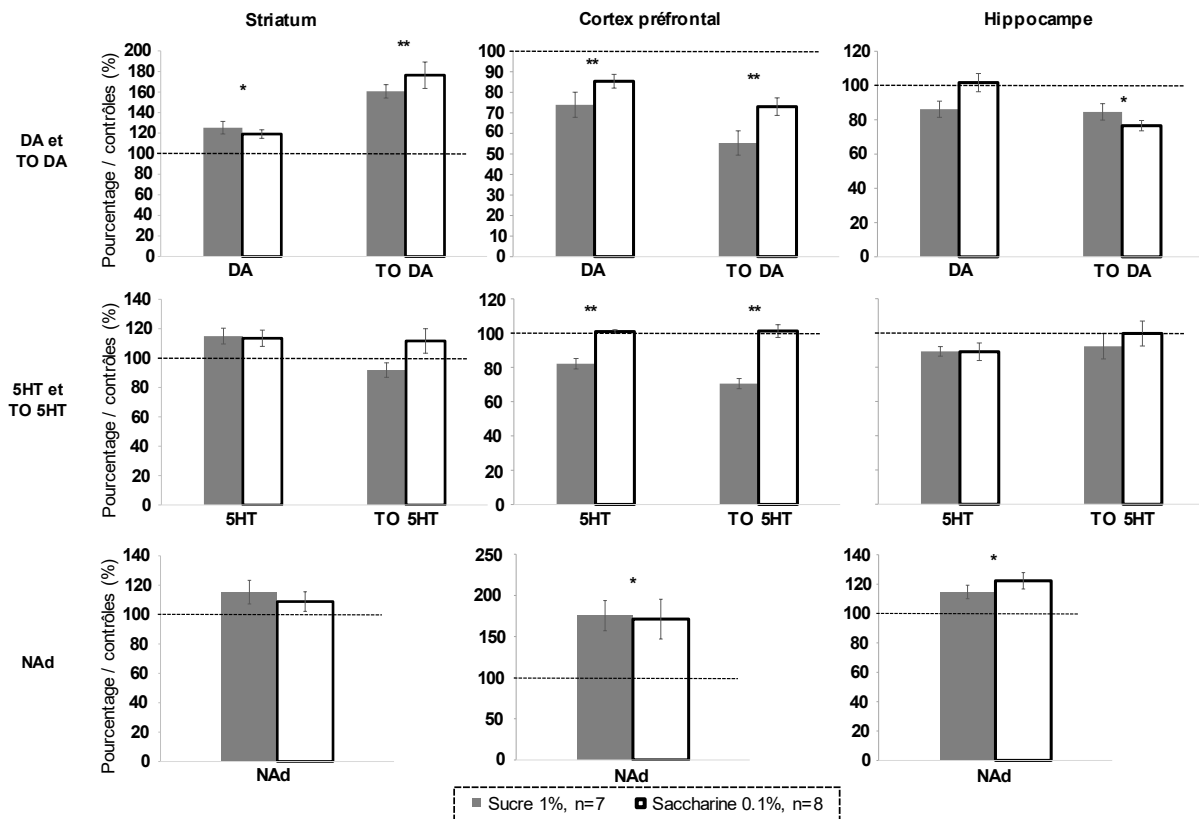 Striatum
Cortex préfrontal
Hippocampe
DA et
TO DA
Pourcentage / contrôles (%)
200
180
160
140
120
100
80
60
40
20
0
*
**
DA
TO DA
100
90
80
70
60
50
40
30
20
10
0
**
**
DA
TO DA
120
100
80
60
40
20
0
*
DA
TO DA
5HT et
TO 5HT
Pourcentage / contrôles (%)
140
120
100
80
60
40
20
0
5HT
TO 5HT
120
100
80
60
40
20
0
**
**
5HT
TO 5HT
5HT
TO 5HT
NAd
Pourcentage / contrôles (%)
140
120
100
80
60
40
20
0
NAd
250
200
150
100
50
0
*
NAd
140
120
100
80
60
40
20
0
*
NAd
Sucre 1%, n=7
Saccharine 0.1%, n=8